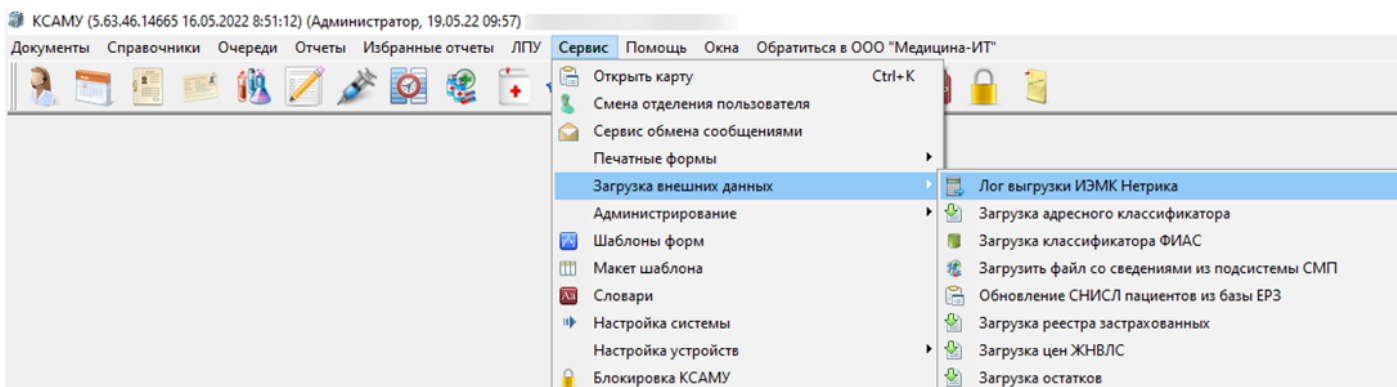 КСАМУ (5.63.46.14665 16.05.2022 8:51:12) (Администратор, 19.05.22 09:57)
Документы Справочники Очереди Отчеты Избранные отчеты ЛПУ Сервис Помощь Окна Обратиться в ООО "Медицина-ИТ"
Открыть карту Ctrl+K
Смена отделения пользователя
Сервис обмена сообщениями
Печатные формы
Загрузка внешних данных
Администрирование
Шаблоны форм
Макет шаблона
Словари
Настройка системы
Настройка устройств
Блокировка КСАМУ
Лог выгрузки ИЭМК Нетрика
Загрузка адресного классификатора
Загрузка классификатора ФИАС
Загрузить файл со сведениями из подсистемы СМП
Обновление СНИСЛ пациентов из базы ЕРЗ
Загрузка реестра застрахованных
Загрузка цен ЖНВЛС
Загрузка остатков